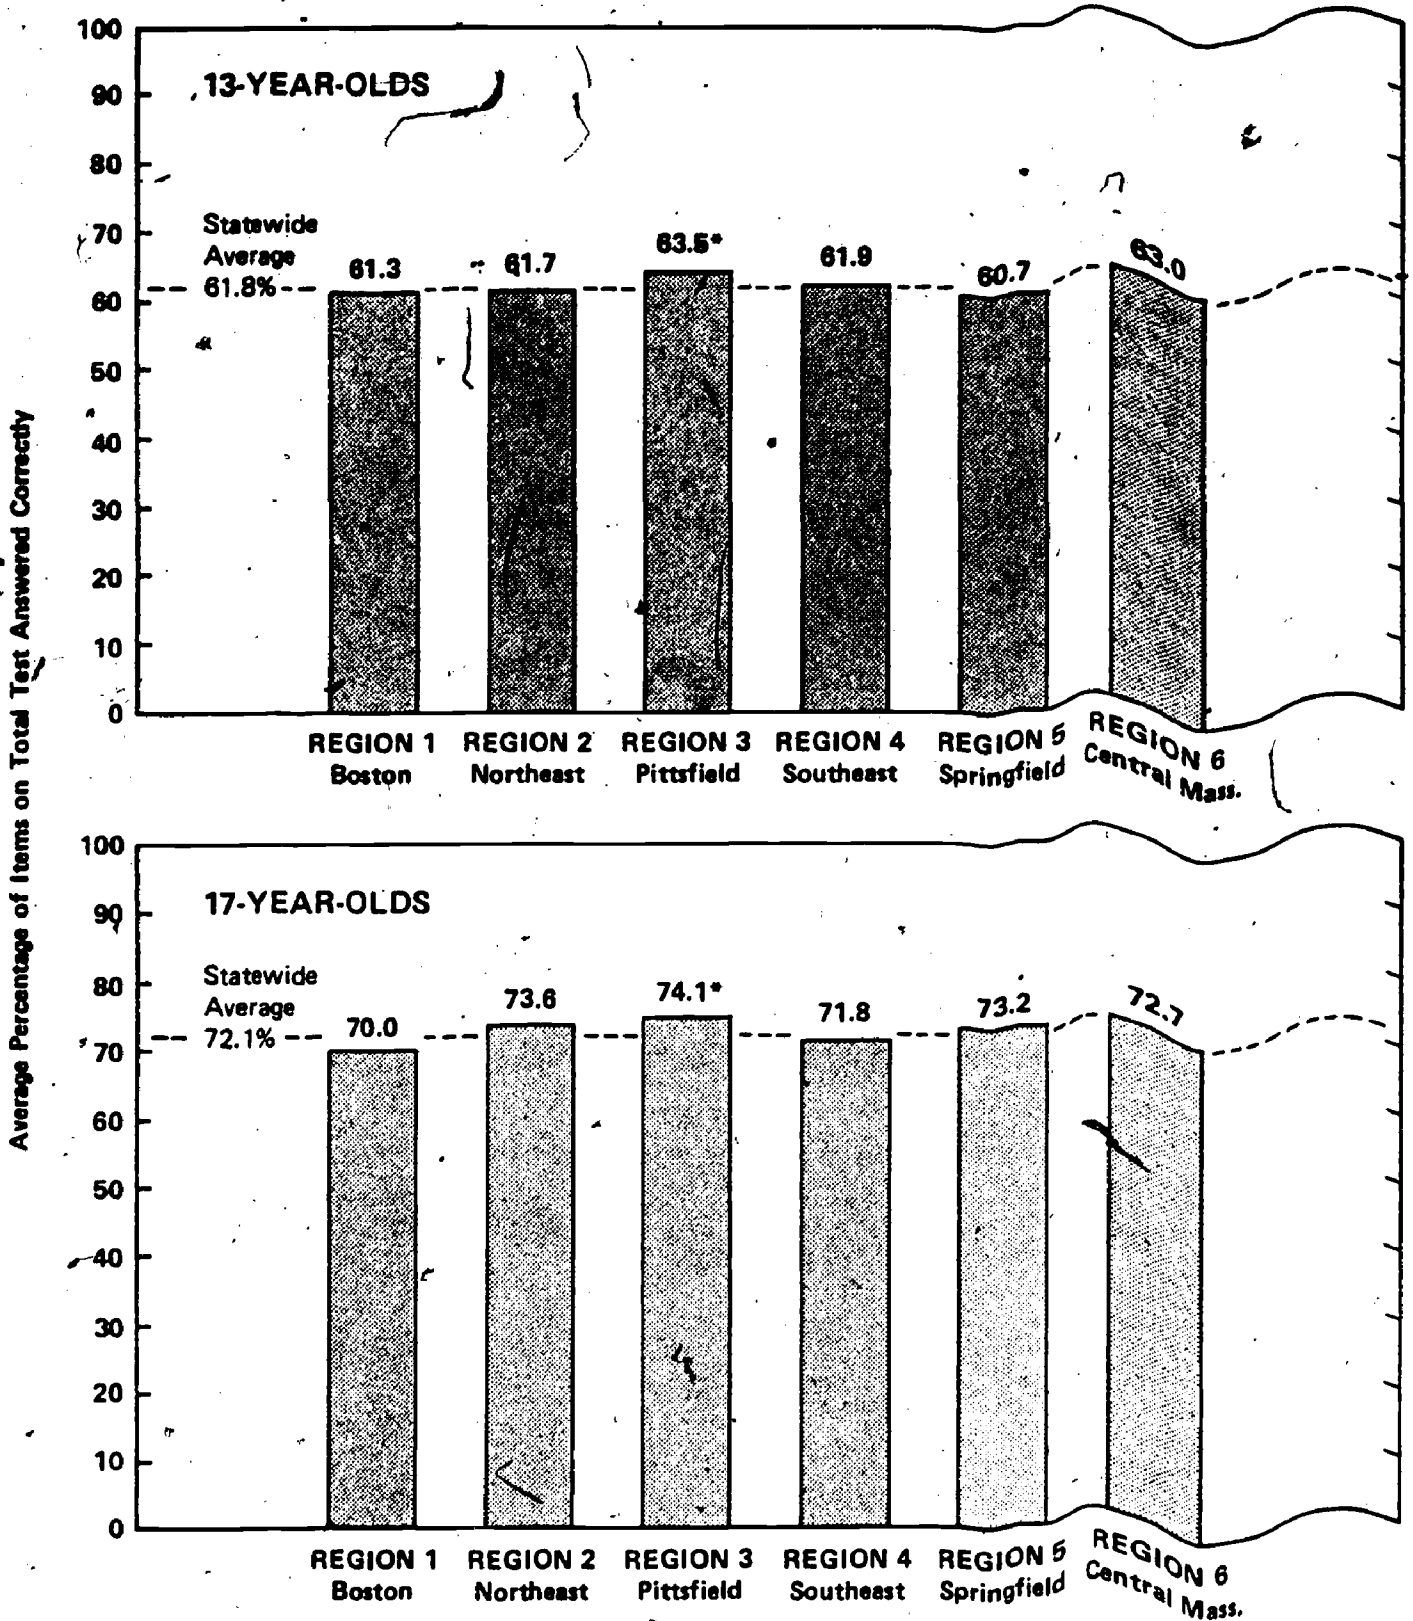 Average Percentage of Items on Total Test Answered Correctly
100
90
80
70
60
50
40
30
20
10
0
13-YEAR-OLDS
Statewide
Average
61.8%
61.3
61.7
63.5*
61.9
60.7
63.0
REGION 1
Boston
REGION 2
Northeast
REGION 3
Pittsfield
REGION 4
Southeast
REGION 5
Springfield
REGION 6
Central Mass.
100
90
80
70
60
50
40
30
20
10
0
17-YEAR-OLDS
Statewide
Average
72.1%
70.0
73.6
74.1*
71.8
73.2
72.7
REGION 1
Boston
REGION 2
Northeast
REGION 3
Pittsfield
REGION 4
Southeast
REGION 5
Springfield
REGION 6
Central Mass.